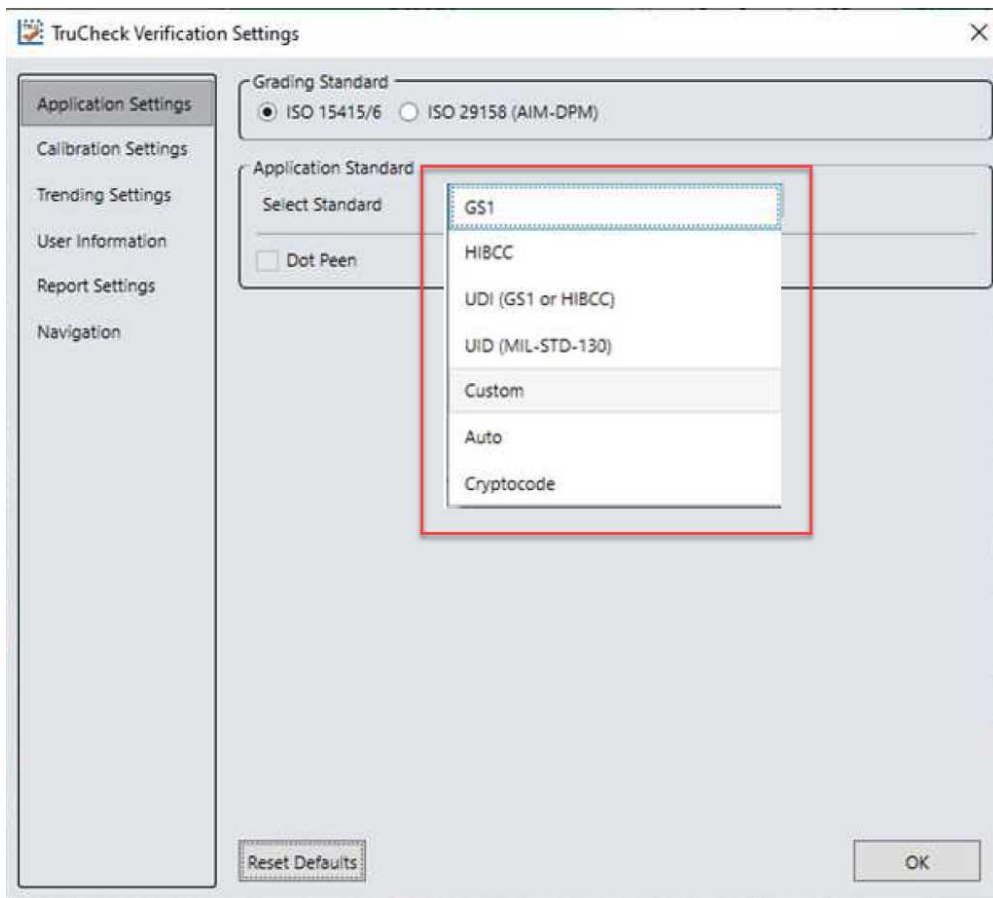 TruCheck Verification Settings
Application Settings
Calibration Settings
Trending Settings
User Information
Report Settings
Navigation
Grading Standard
ISO 15415/6 ISO 29158 (AIM-DPM)
Application Standard
Select Standard
Dot Peen
GS1
HIBCC
UDI (GS1 or HIBCC)
UID (MIL-STD-130)
Custom
Auto
Cryptocode
Reset Defaults
OK